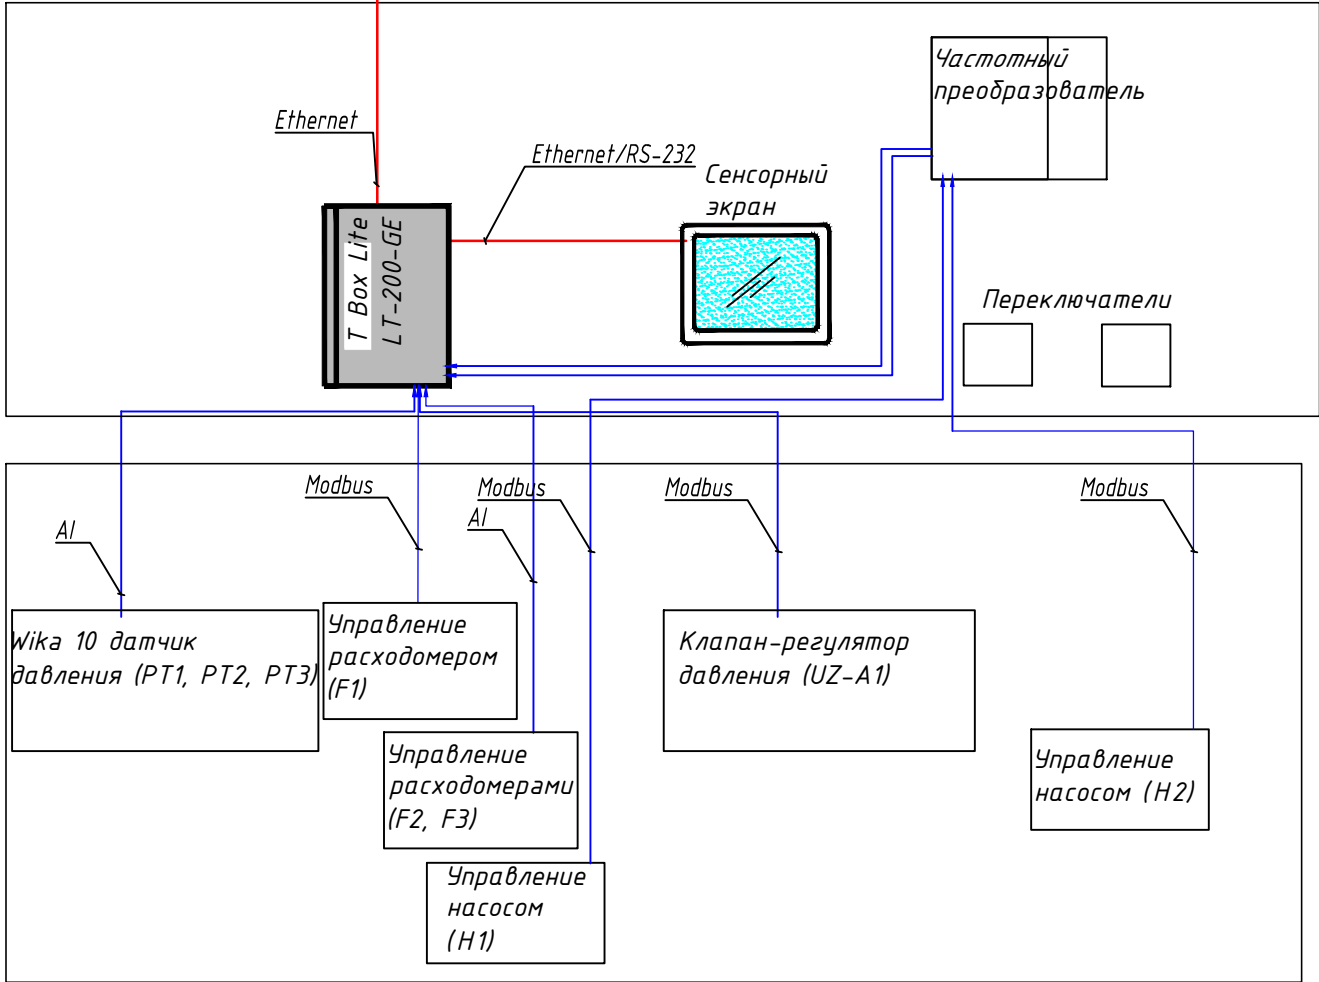 Частотный
преобразователь
Ethernet
Ethernet/RS-232
Сенсорный
экран
T Box Lite
LT-200-GE
Переключатели
Modbus
Modbus
Modbus
Modbus
AI
AI
Wika 10 датчик
давления (PT1, PT2, PT3)
Управление
расходомером
(F1)
Клапан-регулятор
давления (UZ-A1)
Управление
расходомерами
(F2, F3)
Управление
насосом (Н2)
Управление
насосом
(Н1)